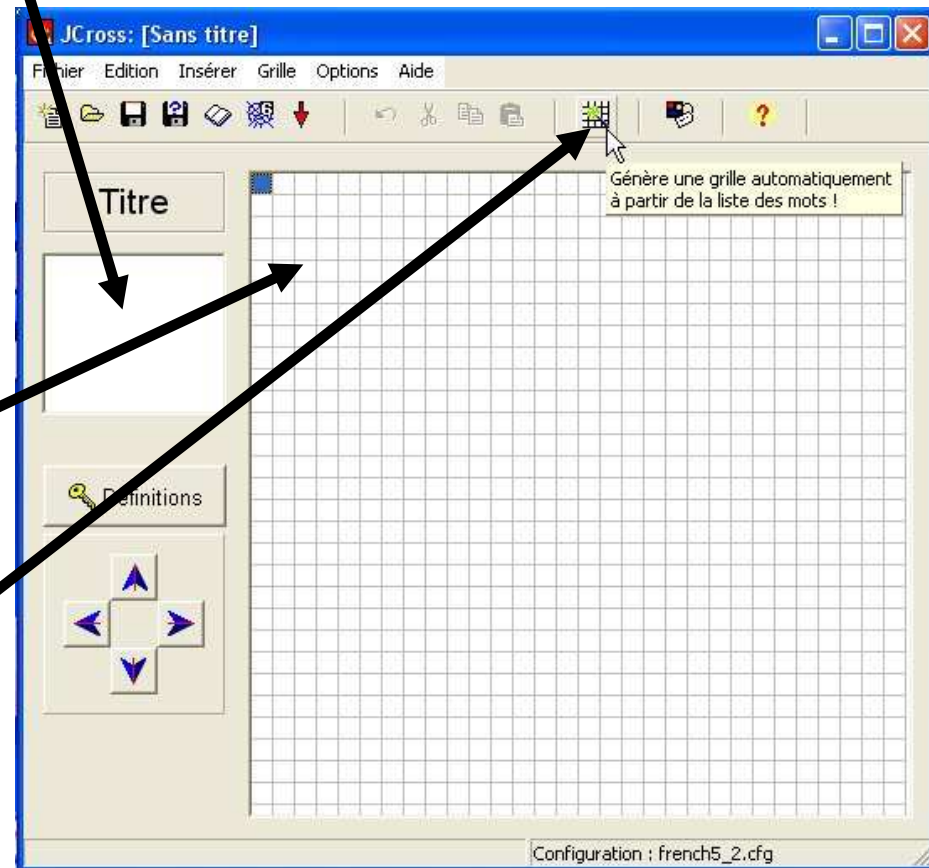 JCross: [Sans titre]
Fichier Edition Insérer Grille Options Aide
Génère une grille automatiquement
à partir de la liste des mots !
Titre
Définitions
Configuration : french5_2.cfg